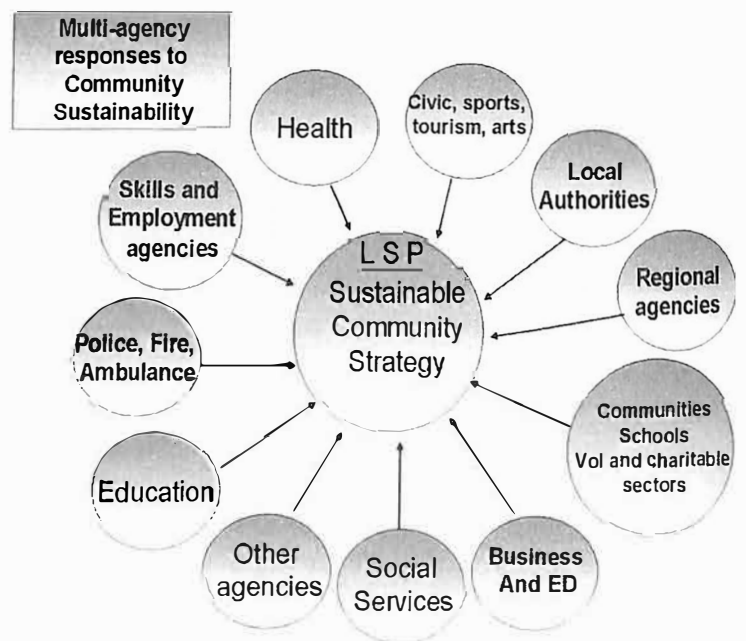 Multi-agency
responses to
Community
Sustainability
Health
Civic, sports,
tourism, arts
Local
Authorities
Skills and
Employment
agencies
L S P
Sustainable
Community
Strategy
Regional
agencies
Police, Fire,
Ambulance
Communities
Schools
Vol and charitable
sectors
Education
Other
agencies
Social
Services
Business
And ED